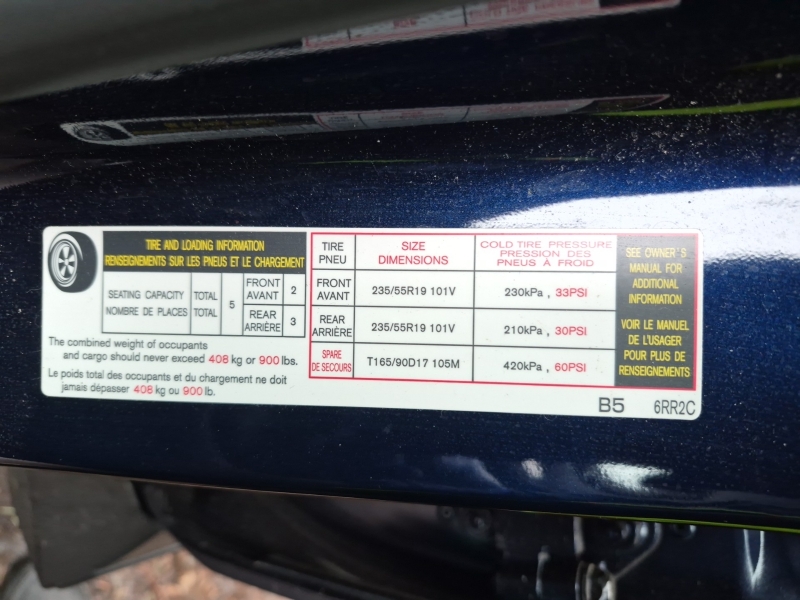 TIRE AND LOADING INFORMATION
RENSEIGNEMENTS SUR LES PNEUS ET LE CHARGEMENT
SEATING CAPACITY TOTAL 5 FRONT 2
NOMBRE DE PLACES TOTAL AVANT
REAR 3
ARRIÈRE
The combined weight of occupants
and cargo should never exceed 408 kg or 900 lbs.
Le poids total des occupants et du chargement ne doit
jamais dépasser 408 kg ou 900 lb.
TIRE SIZE COLD TIRE PRESSURE
PNEU DIMENSIONS PRESSION DES
PNEUS À FROID
FRONT
AVANT 235/55R19 101V 230kPa , 33PSI
REAR
ARRIÈRE 235/55R19 101V 210kPa , 30PSI
SPARE
DE SECOURS T165/90D17 105M 420kPa , 60PSI
SEE OWNER'S
MANUAL FOR
ADDITIONAL
INFORMATION
VOIR LE MANUEL
DE L'USAGER
POUR PLUS DE
RENSEIGNEMENTS
B5 6RR2C